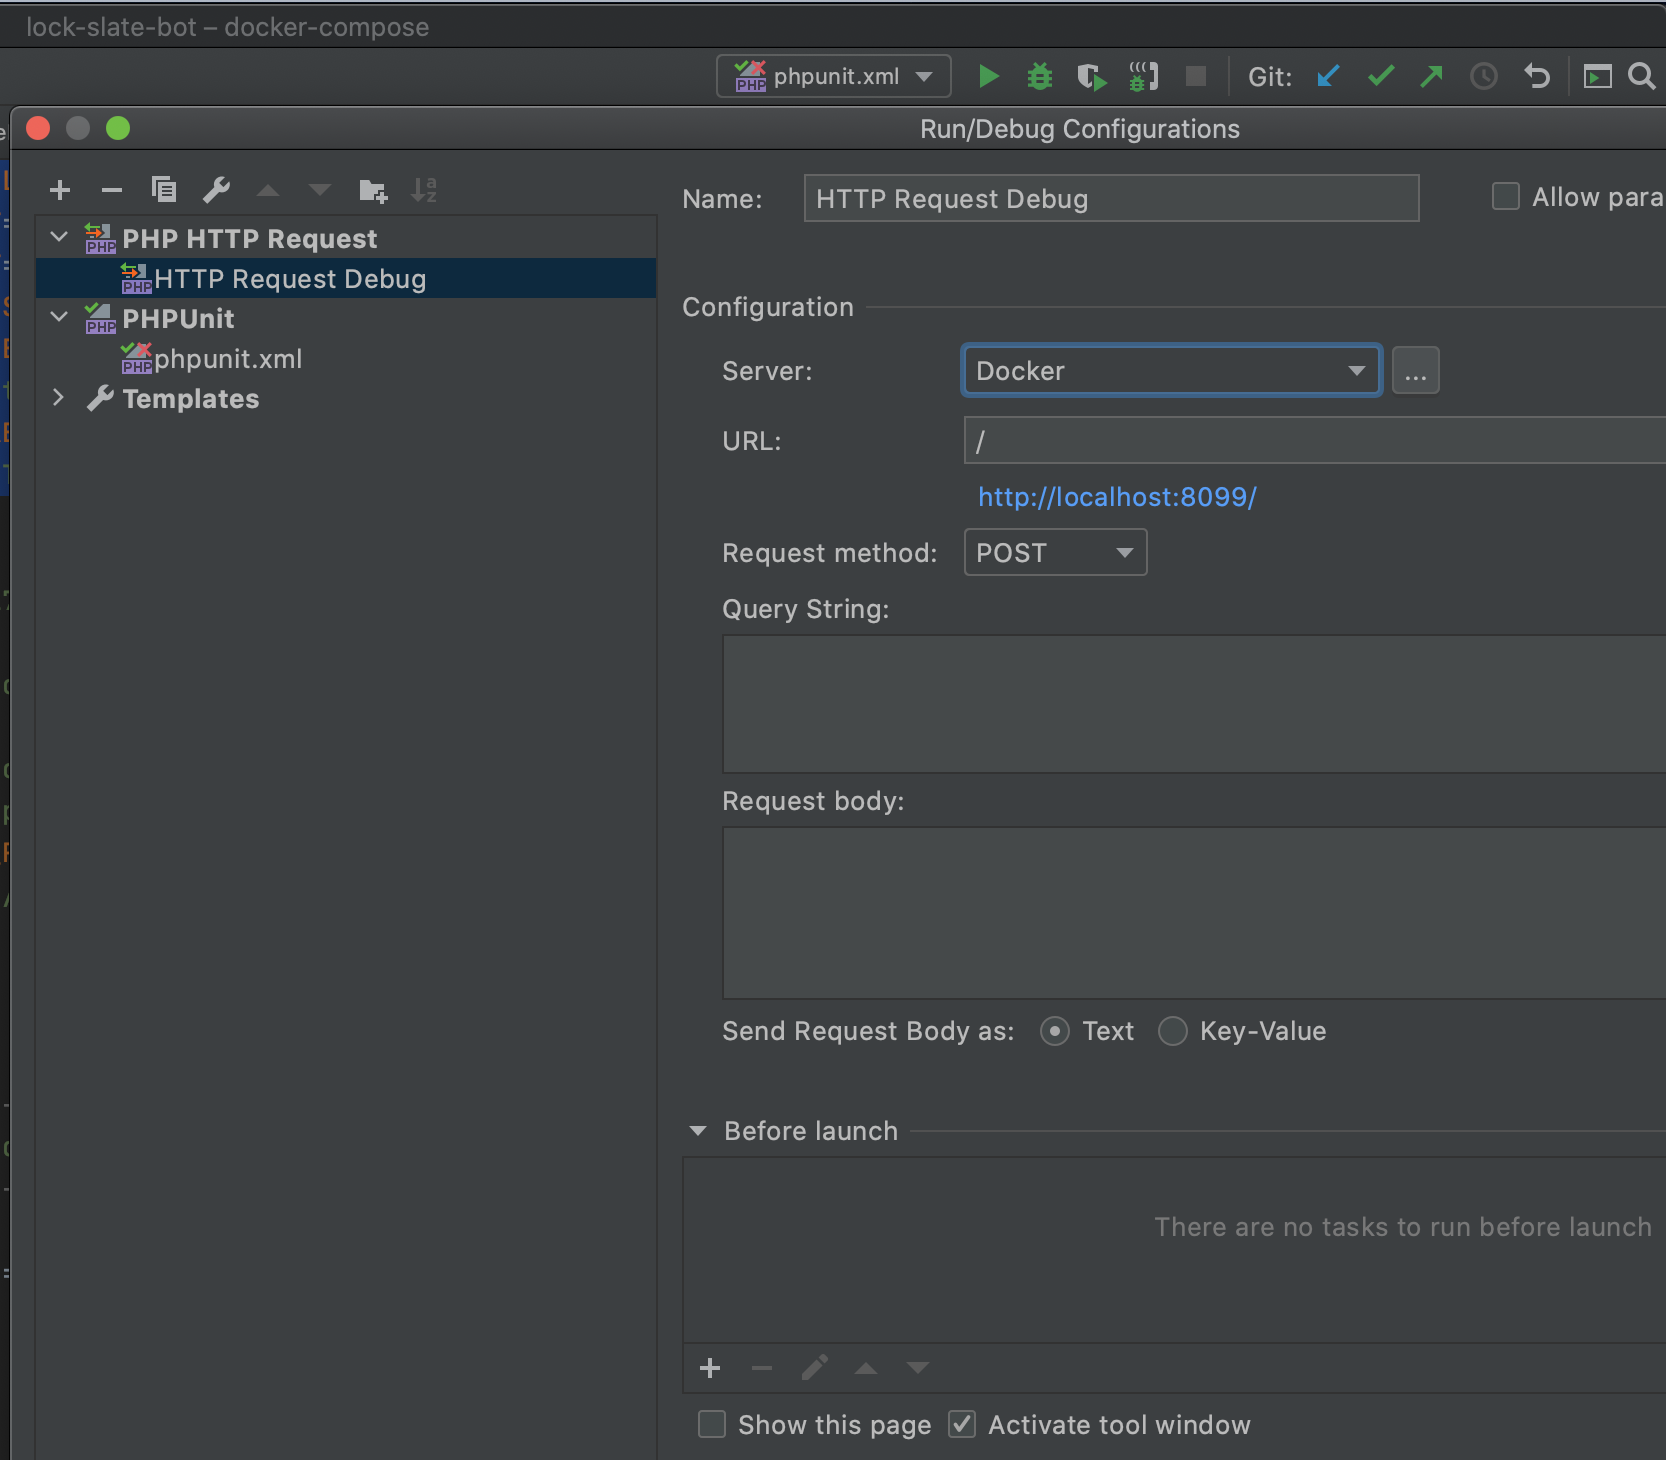 lock-slate-bot – docker-compose
phpunit.xml
Git:
Run/Debug Configurations
Name: HTTP Request Debug
Allow para
PHP HTTP Request
HTTP Request Debug
PHPUnit
phpunit.xml
Templates
Configuration
Server: Docker ...
URL: /
http://localhost:8099/
Request method: POST
Query String:
Request body:
Send Request Body as: Text Key-Value
Before launch
There are no tasks to run before launch
Show this page Activate tool window